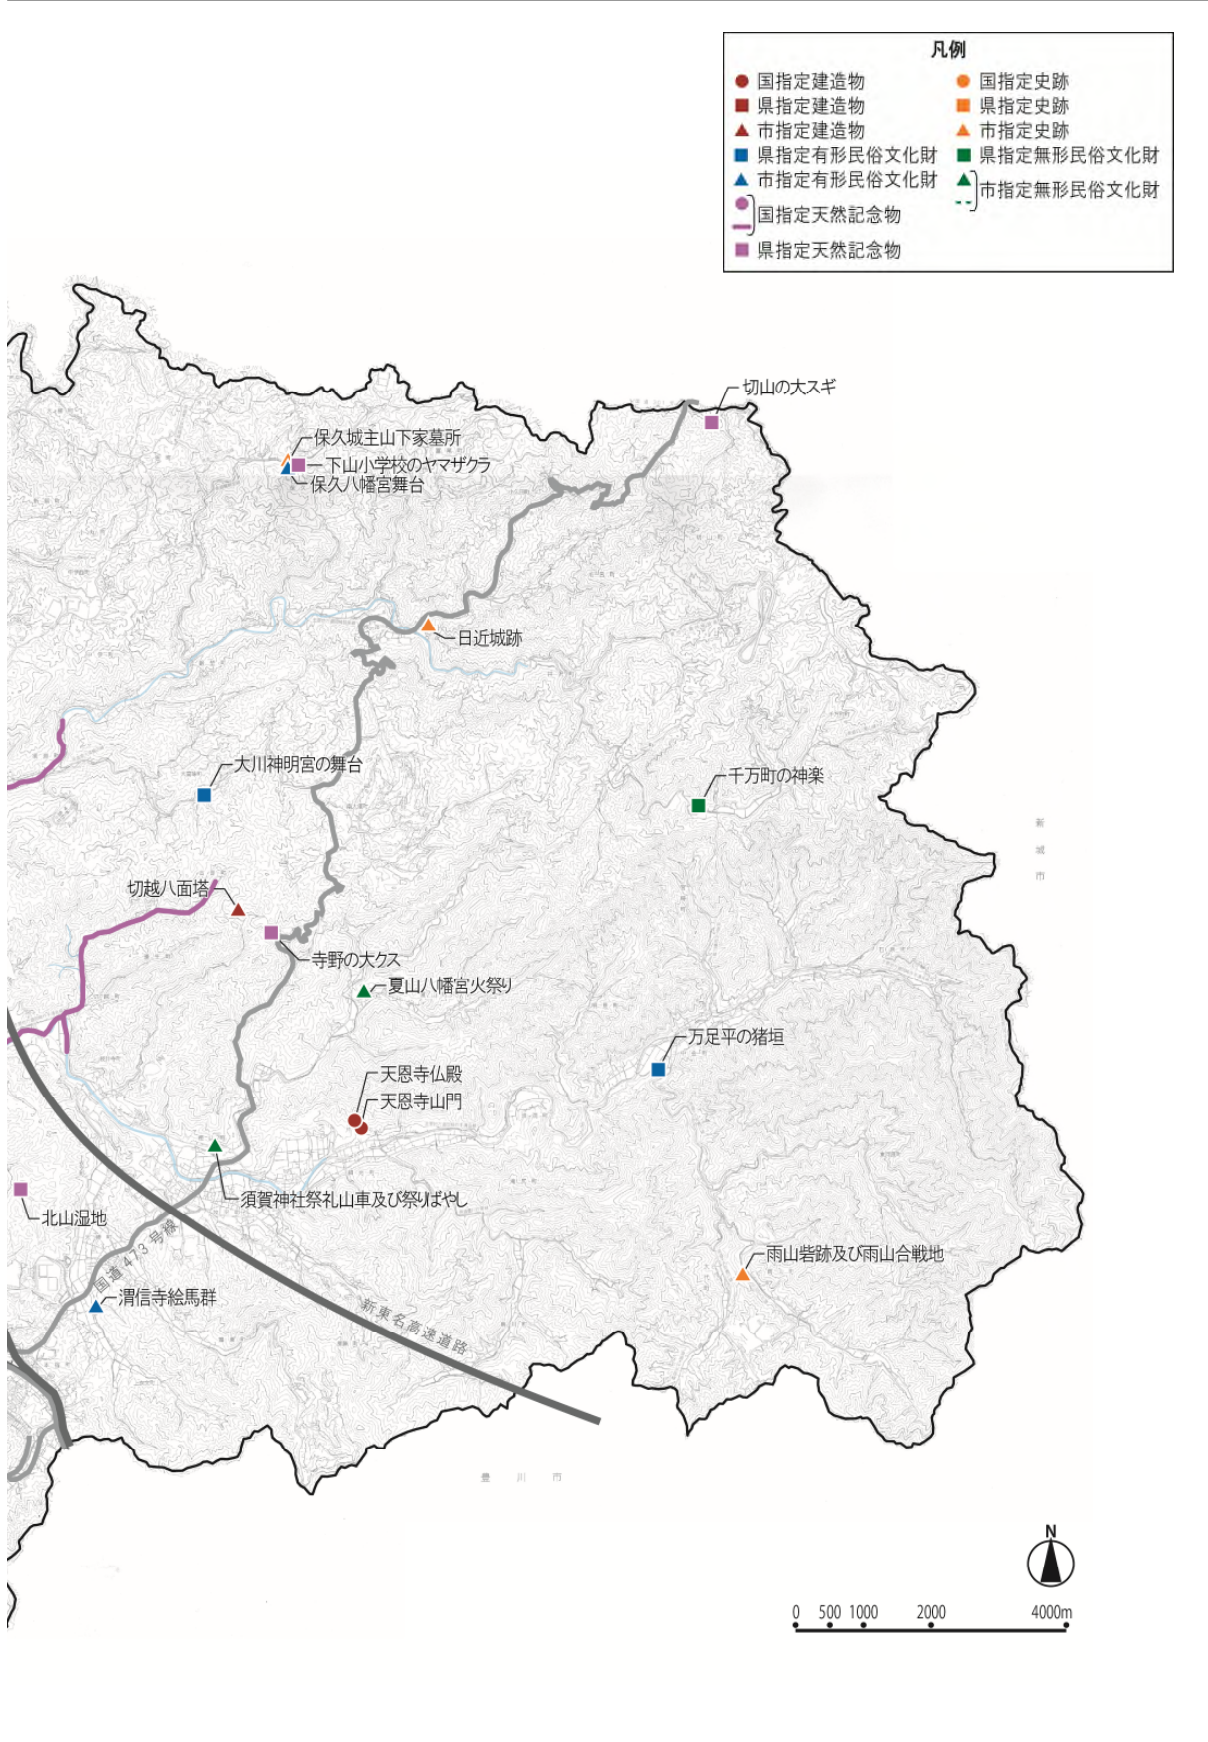 凡例
国指定建造物
県指定建造物
市指定建造物
県指定有形民俗文化財
市指定有形民俗文化財
国指定天然記念物
県指定天然記念物
国指定史跡
県指定史跡
市指定史跡
県指定無形民俗文化財
市指定無形民俗文化財
切山の大スギ
保久城主山下家墓所
下山小学校のヤマザクラ
保久八幡宮舞台
日近城跡
大川神明宮の舞台
千万町の神楽
新城市
切越八面塔
寺野の大クス
夏山八幡宮火祭り
万足平の猪垣
天恩寺仏殿
天恩寺山門
須賀神社祭礼山車及び祭りばやし
北山湿地
国道473号線
雨山砦跡及び雨山合戦地
渭信寺絵馬群
新東名高速道路
豊川市
N
0 500 1000 2000 4000m